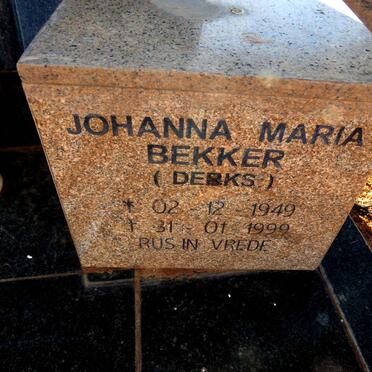 JOHANNA MARIA
BEKKER
( DERKS )
* 02 - 12 - 1949
† 31 - 01 1999
RUS IN VREDE